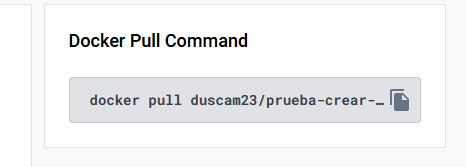 Docker Pull Command
docker pull duscam23/prueba-crear-…